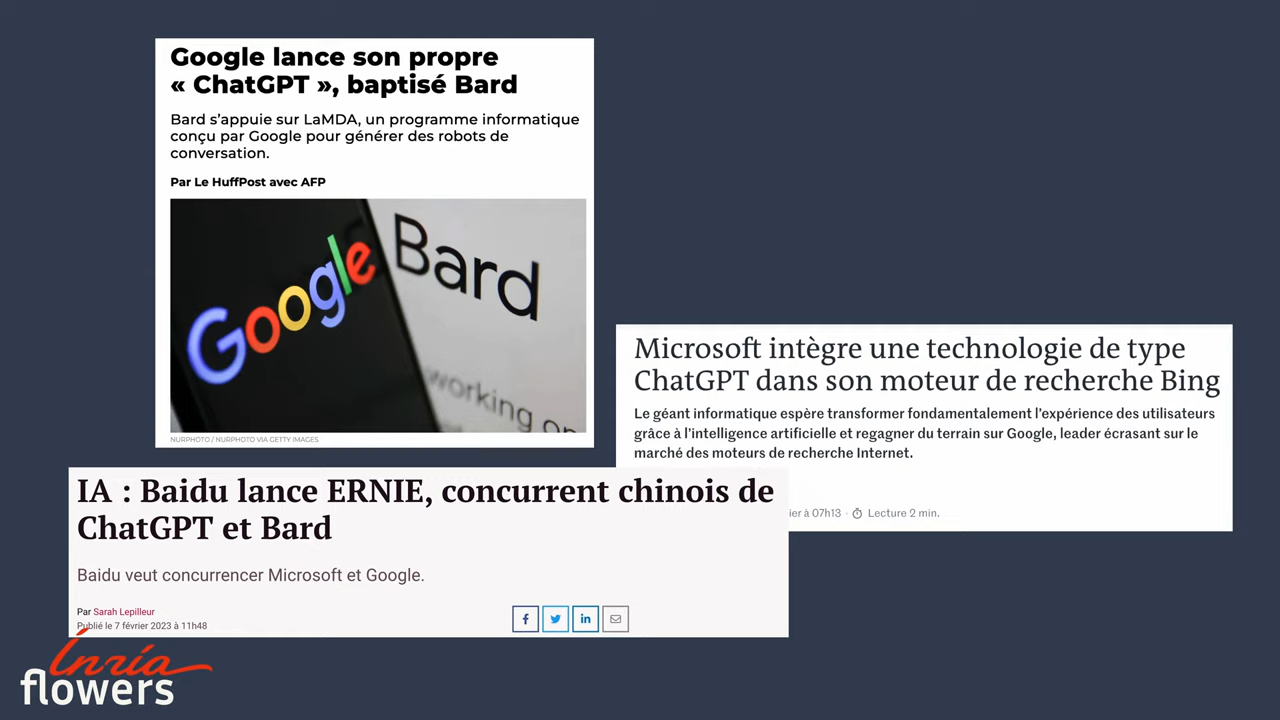 Google lance son propre
« ChatGPT », baptisé Bard
Bard s’appuie sur LaMDA, un programme informatique
conçu par Google pour générer des robots de
conversation.
Par Le HuffPost avec AFP
Google
Bard
working on
NURPHOTO / NURPHOTO VIA GETTY IMAGES
Microsoft intègre une technologie de type
ChatGPT dans son moteur de recherche Bing
Le géant informatique espère transformer fondamentalement l’expérience des utilisateurs
grâce à l’intelligence artificielle et regagner du terrain sur Google, leader écrasant sur le
marché des moteurs de recherche Internet.
ier à 07h13 · Lecture 2 min.
IA : Baidu lance ERNIE, concurrent chinois de
ChatGPT et Bard
Baidu veut concurrencer Microsoft et Google.
Par Sarah Lepilleur
Publié le 7 février 2023 à 11h48
Inria
flowers